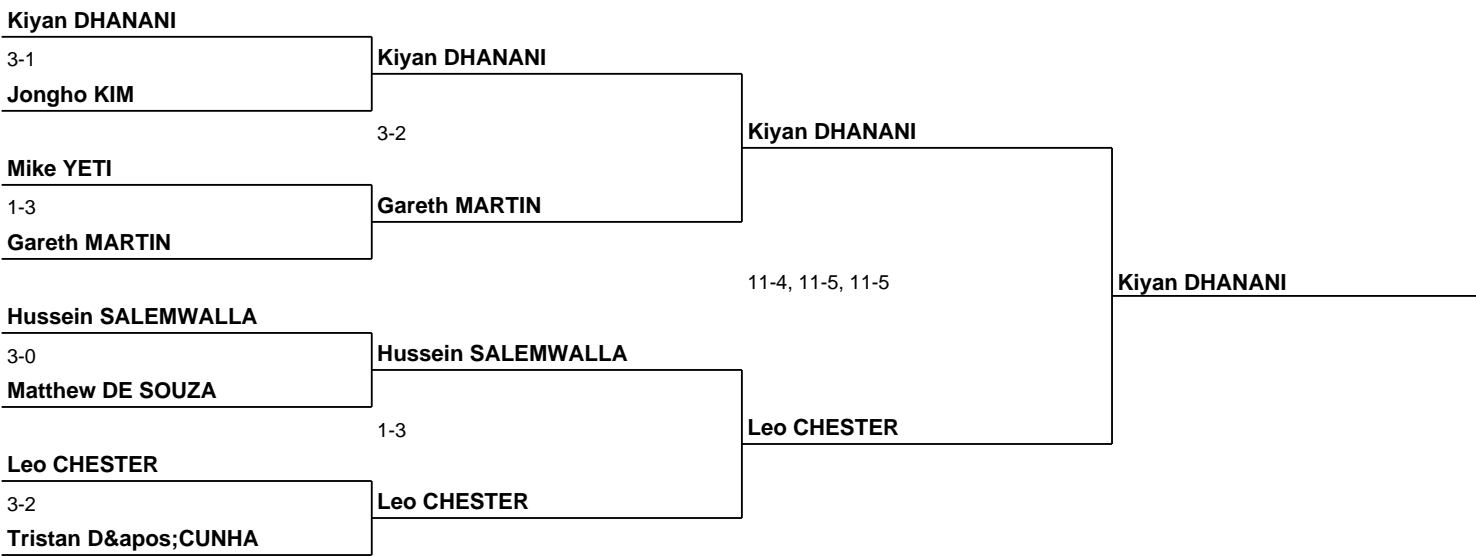 Kiyan DHANANI
3-1
Jongho KIM
Mike YETI
1-3
Gareth MARTIN
Hussein SALEMWALLA
3-0
Matthew DE SOUZA
Leo CHESTER
3-2
Tristan D&apos;CUNHA
Kiyan DHANANI
3-2
Gareth MARTIN
Hussein SALEMWALLA
1-3
Leo CHESTER
Kiyan DHANANI
11-4, 11-5, 11-5
Leo CHESTER
Kiyan DHANANI